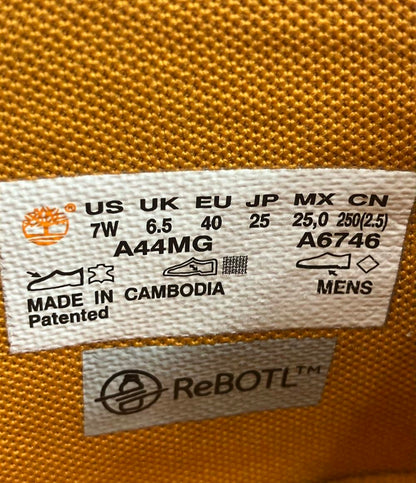 ® US UK EU JP MX CN
7W 6.5 40 25 25,0 250(2.5)
A44MG A6746
MADE IN CAMBODIA MENS
Patented
ReBOTL™